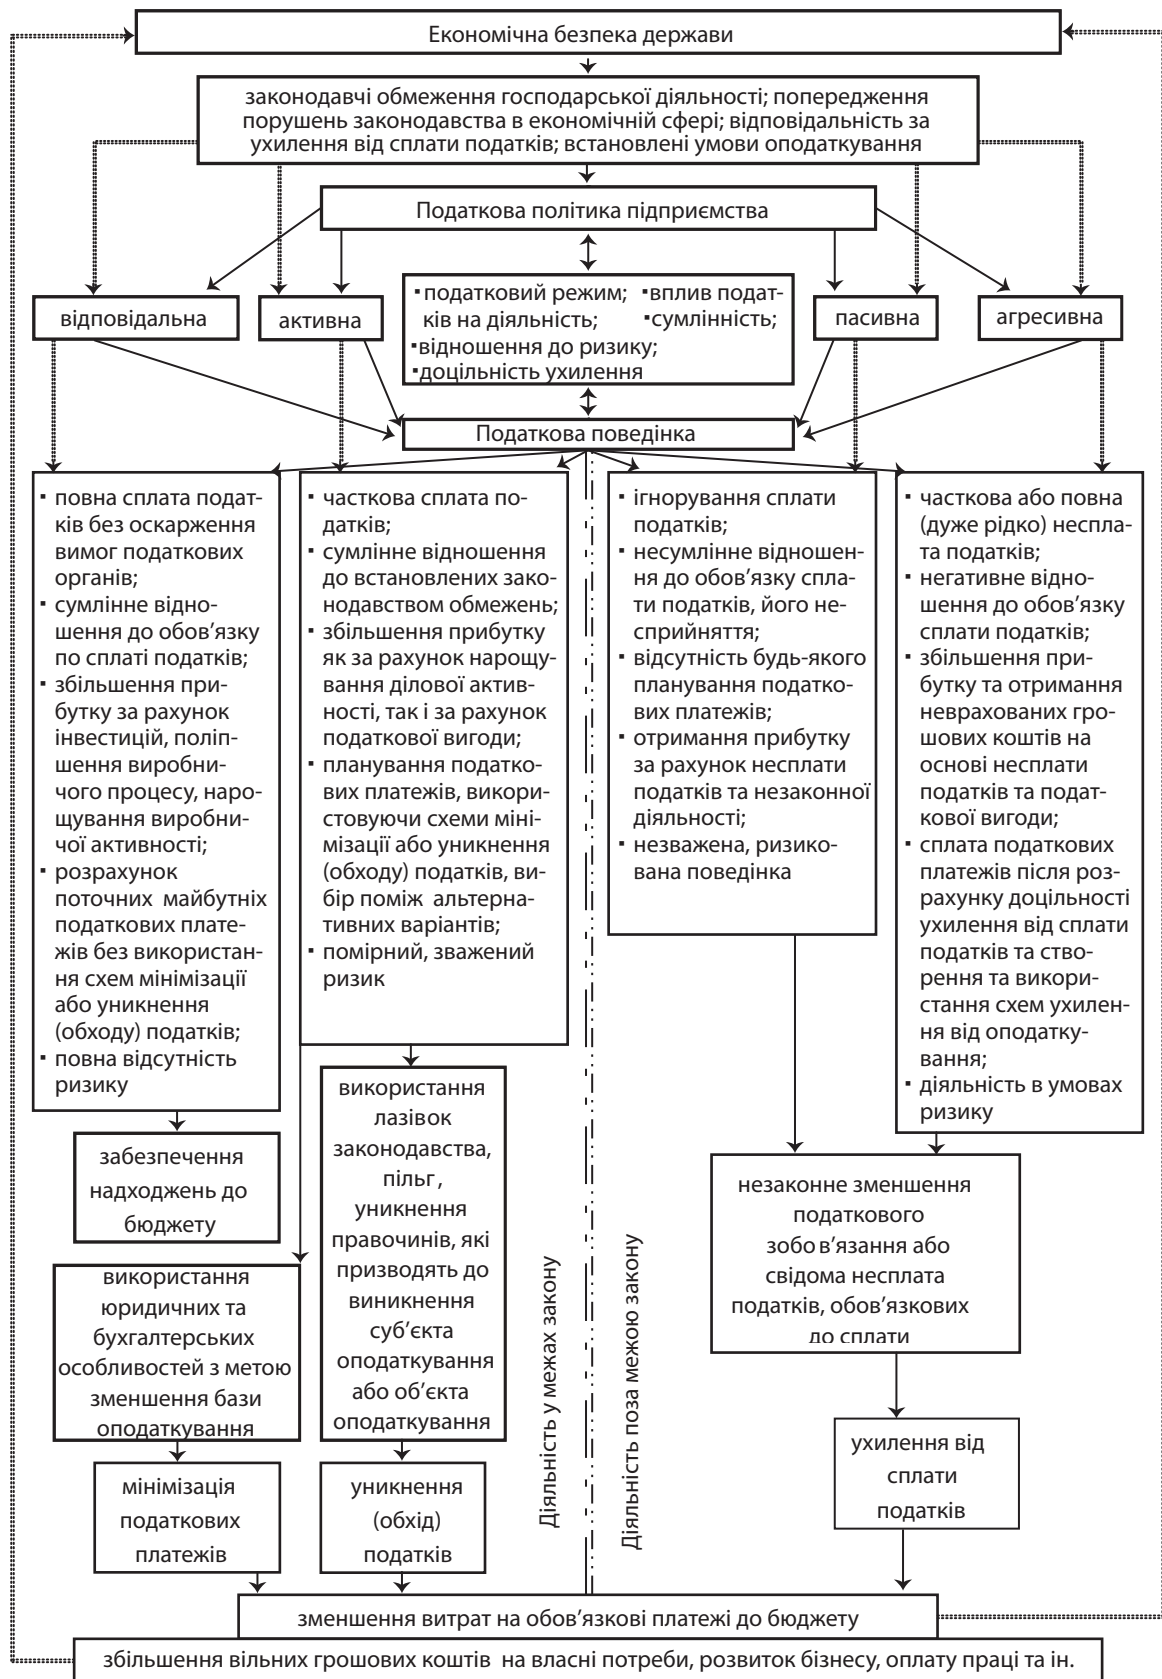 Економічна безпека держави
законодавчі обмеження господарської діяльності; попередження
порушень законодавства в економічній сфері; відповідальність за
ухилення від сплати податків; встановлені умови оподаткування
Податкова політика підприємства
відповідальна
активна
▪ податковий режим; ▪ вплив подат-
ків на діяльність; ▪ сумлінність;
▪ відношення до ризику;
▪ доцільність ухилення
пасивна
агресивна
Податкова поведінка
▪ повна сплата подат-
ків без оскарження
вимог податкових
органів;
▪ сумлінне відно-
шення до обов’язку
по сплаті податків;
▪ збільшення при-
бутку за рахунок
інвестицій, поліп-
шення виробни-
чого процесу, наро-
щування виробни-
чої активності;
▪ розрахунок
поточних майбутніх
податкових плате-
жів без використан-
ня схем мінімізації
або уникнення
(обходу) податків;
▪ повна відсутність
ризику
▪ часткова сплата по-
датків;
▪ сумлінне відношення
до встановлених зако-
нодавством обмежень;
▪ збільшення прибутку
як за рахунок нарощу-
вання ділової актив-
ності, так і за рахунок
податкової вигоди;
▪ планування податко-
вих платежів, викори-
стовуючи схеми міні-
мізації або уникнення
(обходу) податків, ви-
бір поміж альтерна-
тивних варіантів;
▪ помірний, зважений
ризик
▪ ігнорування сплати
податків;
▪ несумлінне відношен-
ня до обов’язку спла-
ти податків, його не-
сприйняття;
▪ відсутність будь-якого
планування податко-
вих платежів;
▪ отримання прибутку
за рахунок несплати
податків та незаконної
діяльності;
▪ незважена, ризико-
вана поведінка
▪ часткова або повна
(дуже рідко) неспла-
та податків;
▪ негативне відно-
шення до обов’язку
сплати податків;
▪ збільшення при-
бутку та отримання
неврахованих гро-
шових коштів на
основі несплати
податків та подат-
кової вигоди;
▪ сплата податкових
платежів після роз-
рахунку доцільності
ухилення від сплати
податків та ство-
рення та викори-
стання схем ухилен-
ня від оподатку-
вання;
▪ діяльність в умовах
ризику
забезпечення
надходжень до
бюджету
використання
юридичних та
бухгалтерських
особливостей з метою
зменшення бази
оподаткування
мінімізація
податкових
платежів
використання
лазівок
законодавства,
пільг,
уникнення
правочинів, які
призводять до
виникнення
суб’єкта
оподаткування
або об’єкта
оподаткування
уникнення
(обхід)
податків
Діяльність у межах закону
Діяльність поза межою закону
незаконне зменшення
податкового
зобов’язання або
свідома несплата
податків, обов’язкових
до сплати
ухилення від
сплати
податків
зменшення витрат на обов’язкові платежі до бюджету
збільшення вільних грошових коштів на власні потреби, розвиток бізнесу, оплату праці та ін.